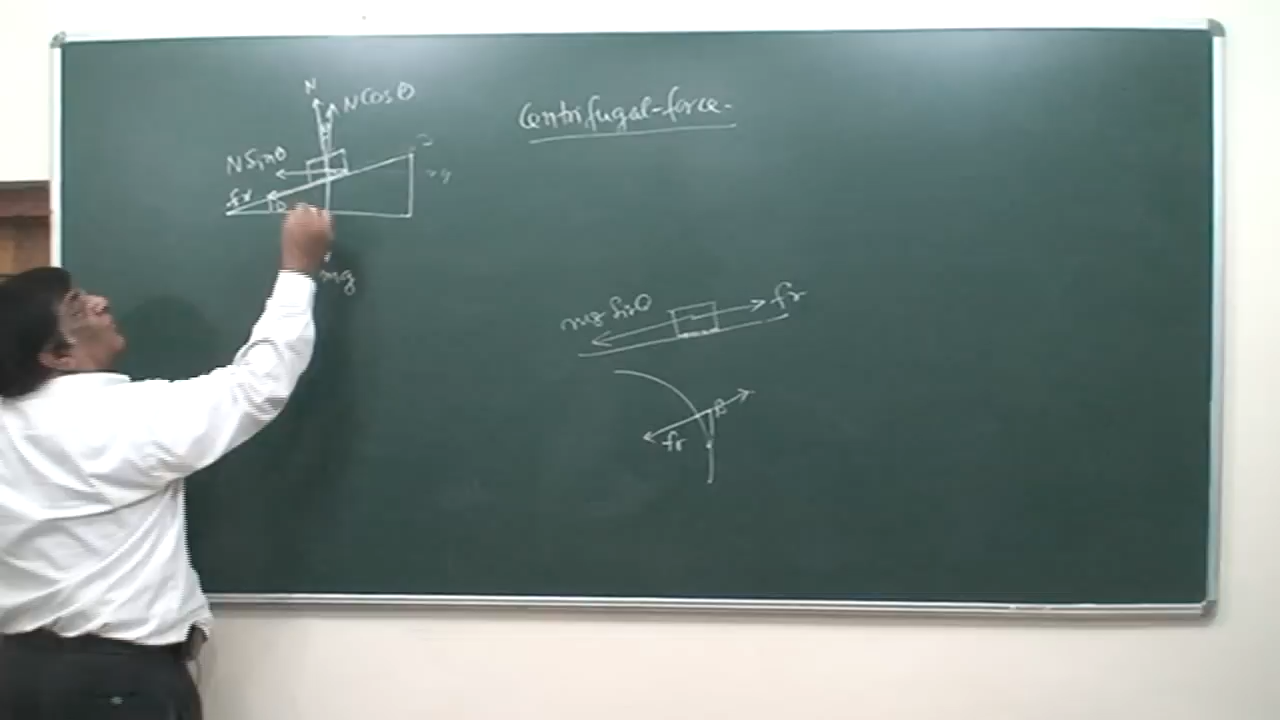 N
N Cos θ
Centrifugal-force.
N Sin θ
fr
θ
mg
mg Sin θ
fr
fr